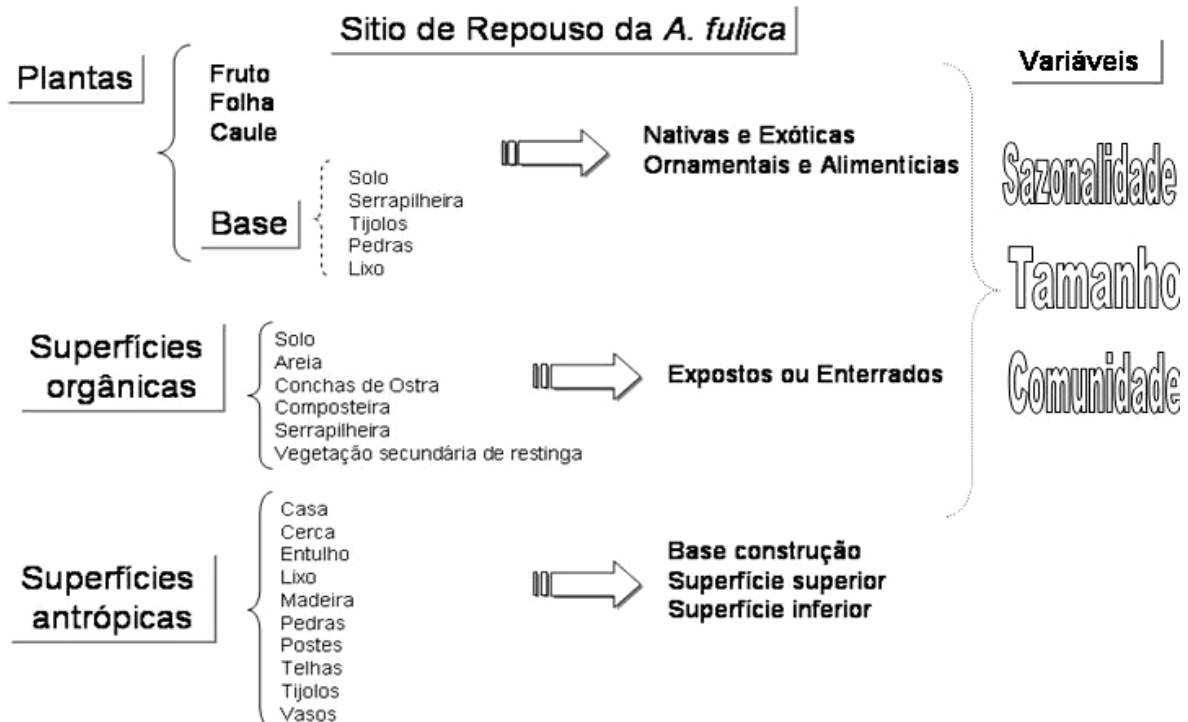 Sitio de Repouso da A. fulica
Plantas
Fruto
Folha
Caule
Base
Solo
Serrapilheira
Tijolos
Pedras
Lixo
Nativas e Exóticas
Ornamentais e Alimentícias
Superfícies
orgânicas
Solo
Areia
Conchas de Ostra
Composteira
Serrapilheira
Vegetação secundária de restinga
Expostos ou Enterrados
Superfícies
antrópicas
Casa
Cerca
Entulho
Lixo
Madeira
Pedras
Postes
Telhas
Tijolos
Vasos
Base construção
Superfície superior
Superfície inferior
Variáveis
Sazonalidade
Tamanho
Comunidade